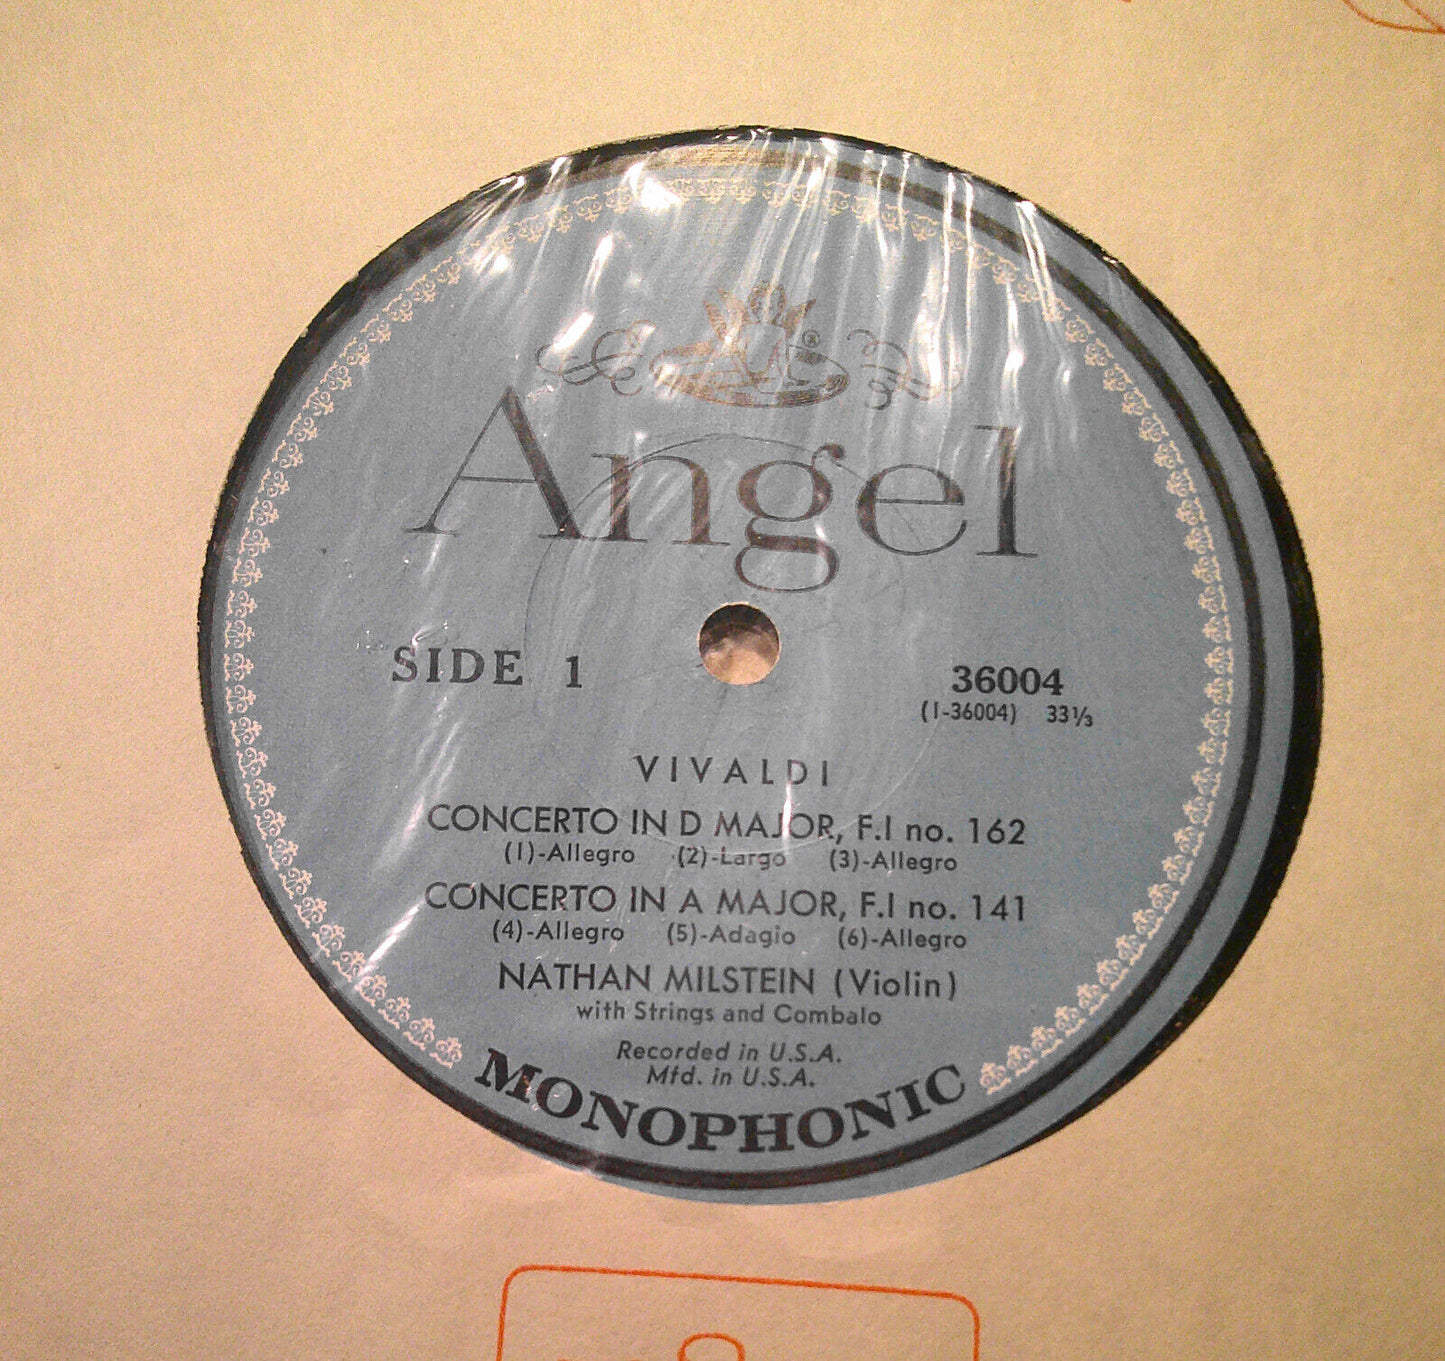 ®
Angel
SIDE 1
36004
(1-36004) 33⅓
VIVALDI
CONCERTO IN D MAJOR, F.I no. 162
(1)-Allegro (2)-Largo (3)-Allegro
CONCERTO IN A MAJOR, F.I no. 141
(4)-Allegro (5)-Adagio (6)-Allegro
NATHAN MILSTEIN (Violin)
with Strings and Combalo
Recorded in U.S.A.
Mfd. in U.S.A.
MONOPHONIC